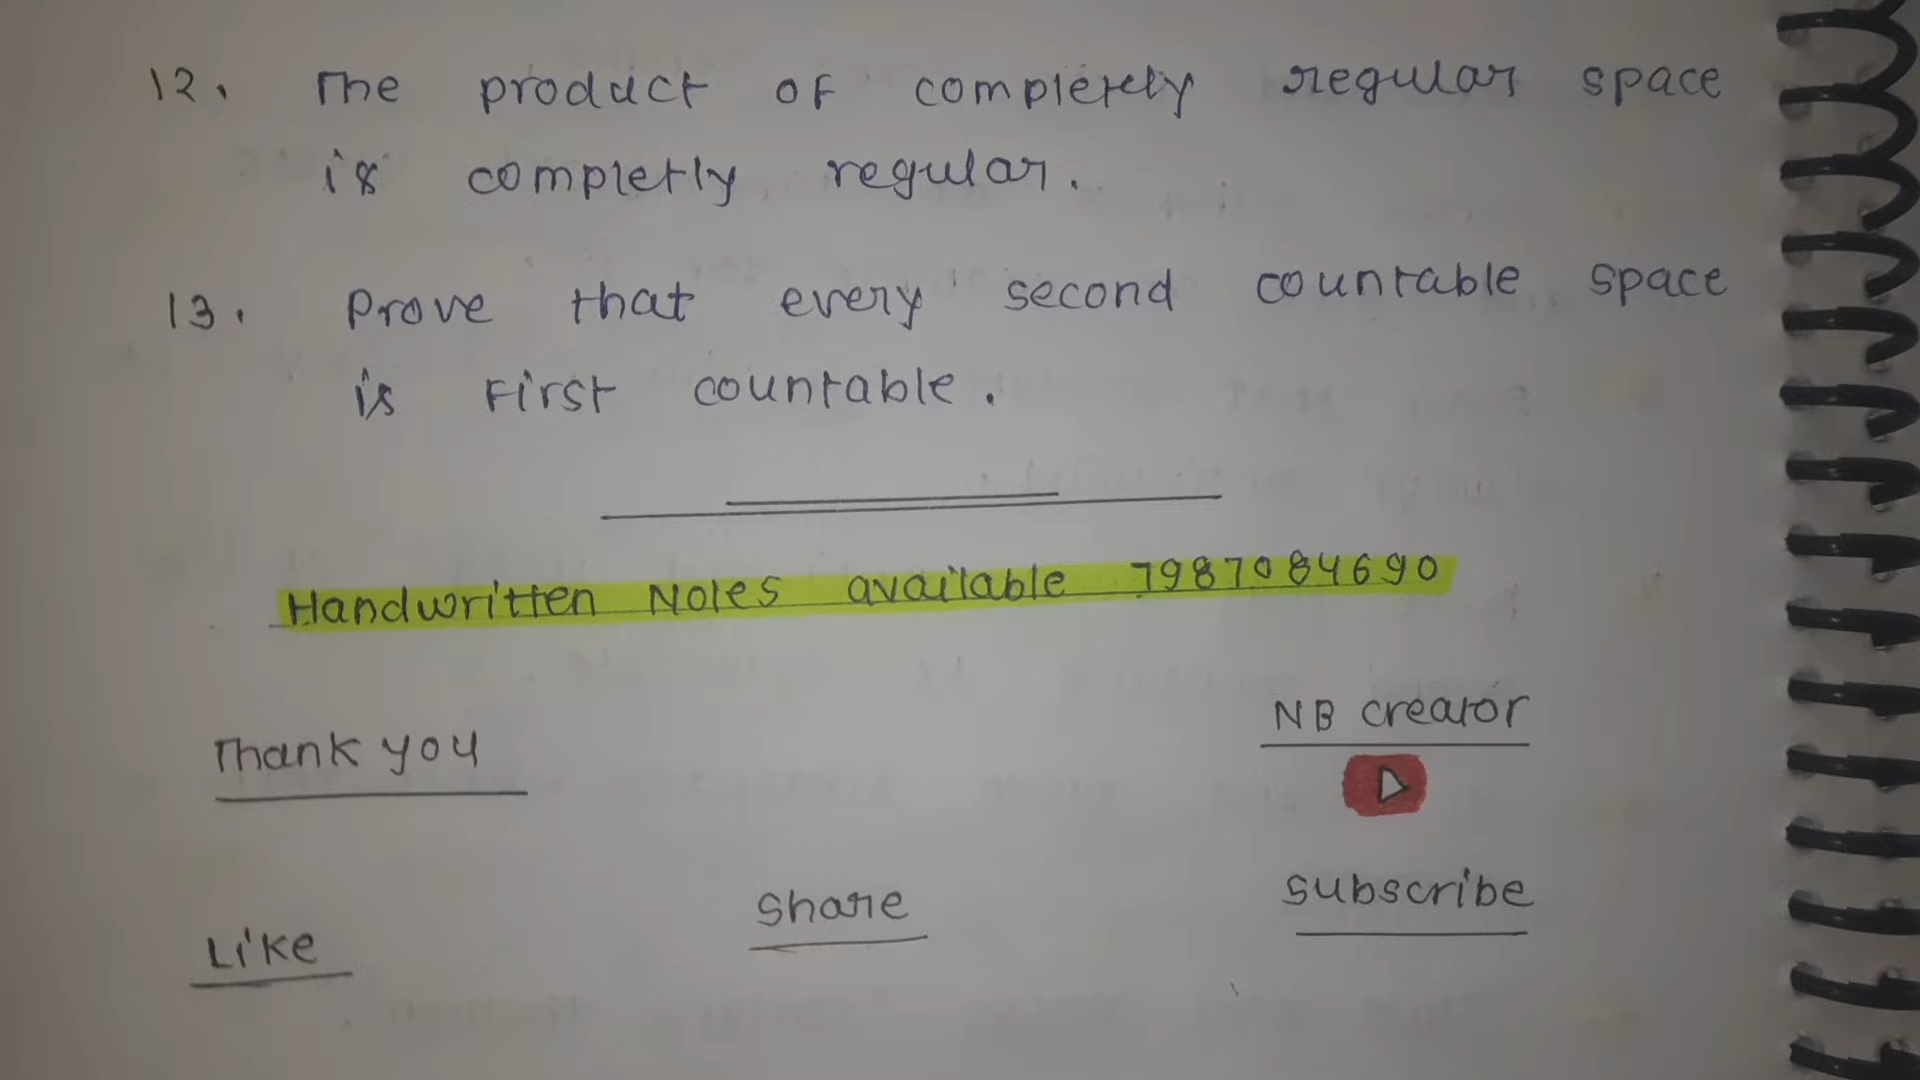 12. The product of completely regular space
is completly regular.
13. Prove that every second countable space
is First countable.
Handwritten Notes available 7987084690
Thank you
NB creator
Like
Share
Subscribe